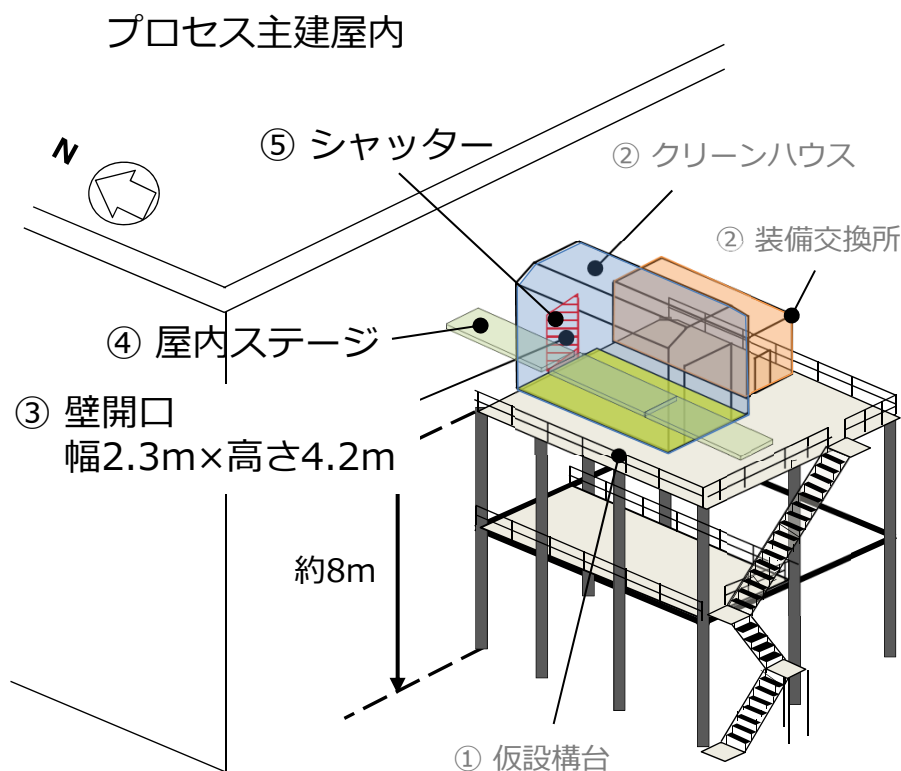 プロセス主建屋内
N
⑤ シャッター
② クリーンハウス
② 装備交換所
④ 屋内ステージ
③ 壁開口
幅2.3m×高さ4.2m
約8m
① 仮設構台